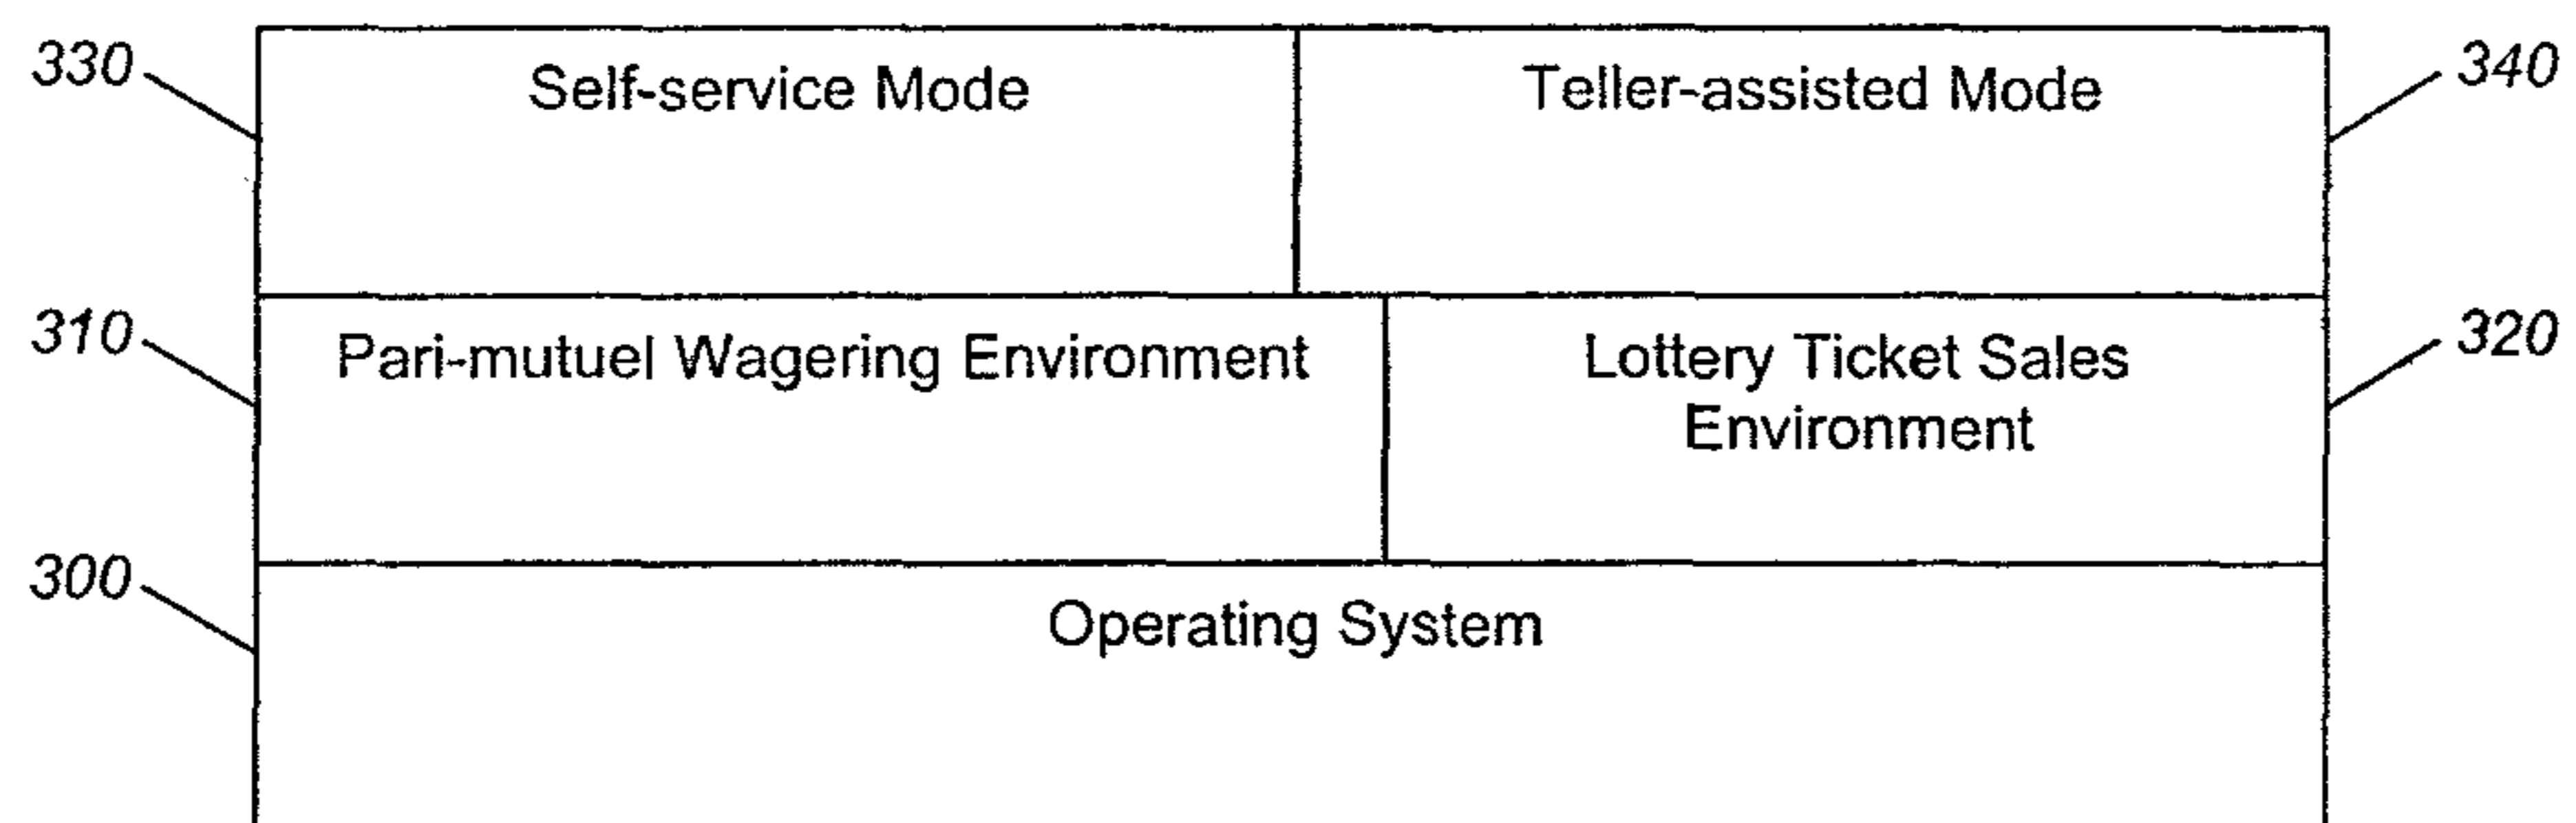 330 Self-service Mode Teller-assisted Mode 340
310 Pari-mutuel Wagering Environment Lottery Ticket Sales 320
Environment
300 Operating System